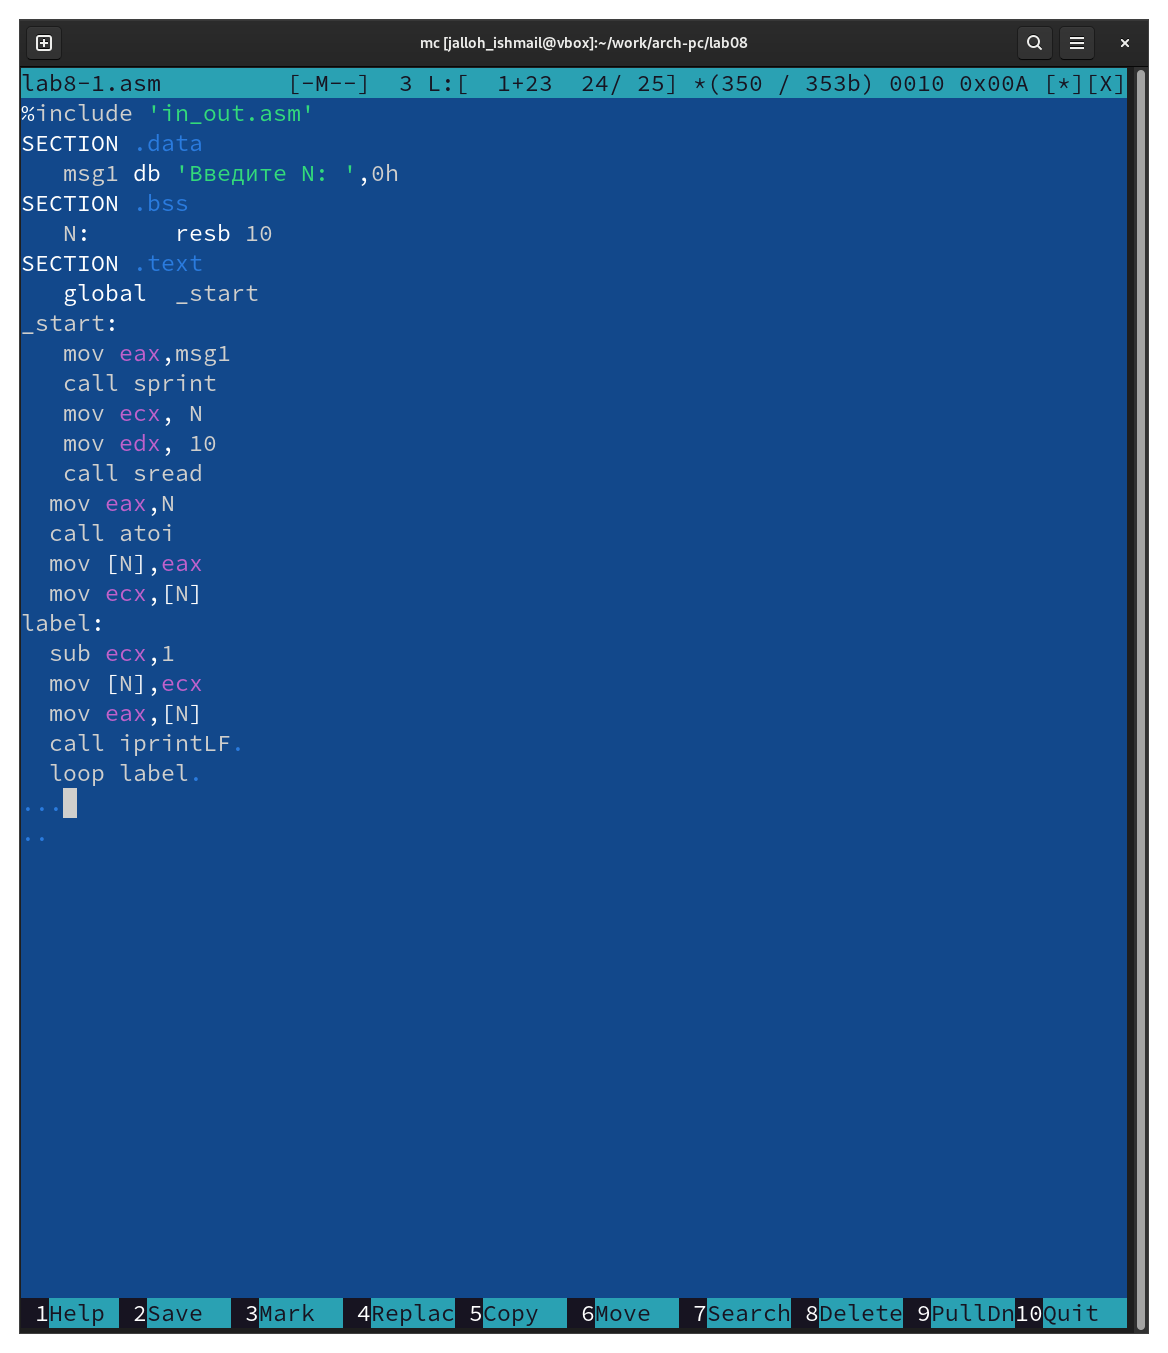 mc [jalloh_ishmail@vbox]:~/work/arch-pc/lab08
lab8-1.asm [-M--] 3 L:[ 1+23 24/ 25] *(350 / 353b) 0010 0x00A [*][X]
%include 'in_out.asm'
SECTION .data
msg1 db 'Введите N: ',0h
SECTION .bss
N: resb 10
SECTION .text
global _start
_start:
mov eax,msg1
call sprint
mov ecx, N
mov edx, 10
call sread
mov eax,N
call atoi
mov [N],eax
mov ecx,[N]
label:
sub ecx,1
mov [N],ecx
mov eax,[N]
call iprintLF.
loop label.
...
..
1Help 2Save 3Mark 4Replac 5Copy 6Move 7Search 8Delete 9PullDn 10Quit